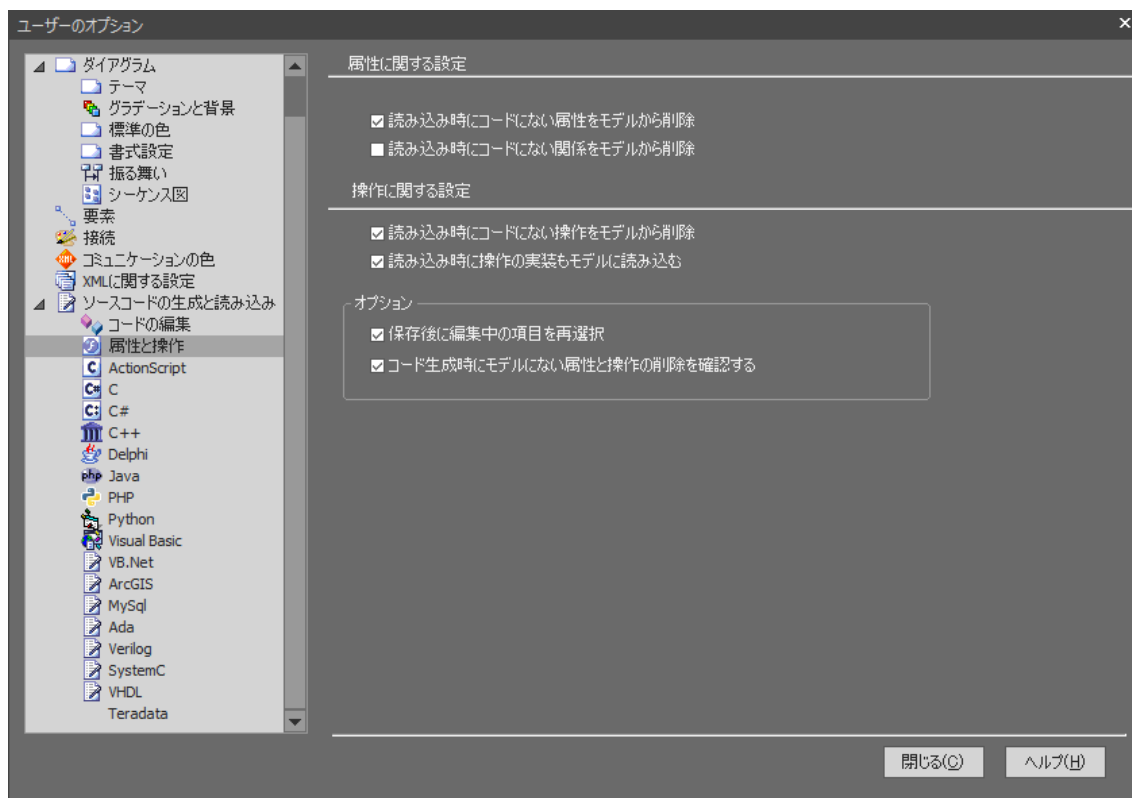 ユーザーのオプション
ダイアグラム
テーマ
グラデーションと背景
標準の色
書式設定
振る舞い
シーケンス図
要素
接続
コミュニケーションの色
XMLに関する設定
ソースコードの生成と読み込み
コードの編集
属性と操作
ActionScript
C
C#
C++
Delphi
Java
PHP
Python
Visual Basic
VB.Net
ArcGIS
MySql
Ada
Verilog
SystemC
VHDL
Teradata
属性に関する設定
読み込み時にコードにない属性をモデルから削除
読み込み時にコードにない関係をモデルから削除
操作に関する設定
読み込み時にコードにない操作をモデルから削除
読み込み時に操作の実装もモデルに読み込む
オプション
保存後に編集中の項目を再選択
コード生成時にモデルにない属性と操作の削除を確認する
閉じる(C)
ヘルプ(H)